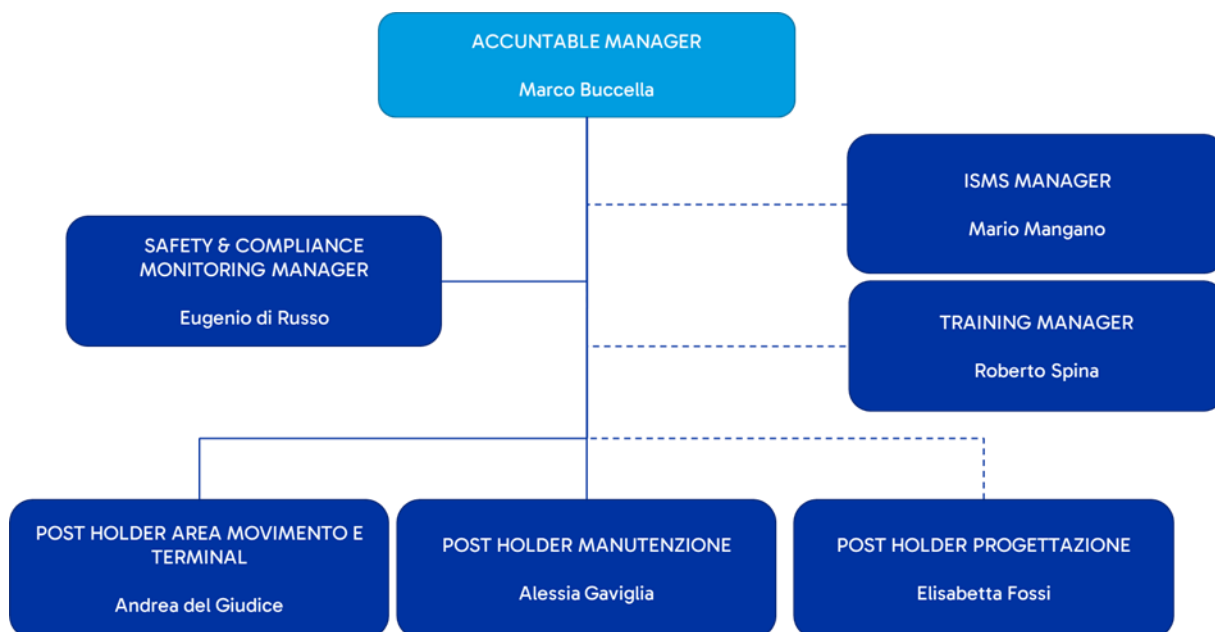 ACCUNTABLE MANAGER
Marco Buccella
ISMS MANAGER
Mario Mangano
SAFETY & COMPLIANCE
MONITORING MANAGER
Eugenio di Russo
TRAINING MANAGER
Roberto Spina
POST HOLDER AREA MOVIMENTO E
TERMINAL
Andrea del Giudice
POST HOLDER MANUTENZIONE
Alessia Gaviglia
POST HOLDER PROGETTAZIONE
Elisabetta Fossi